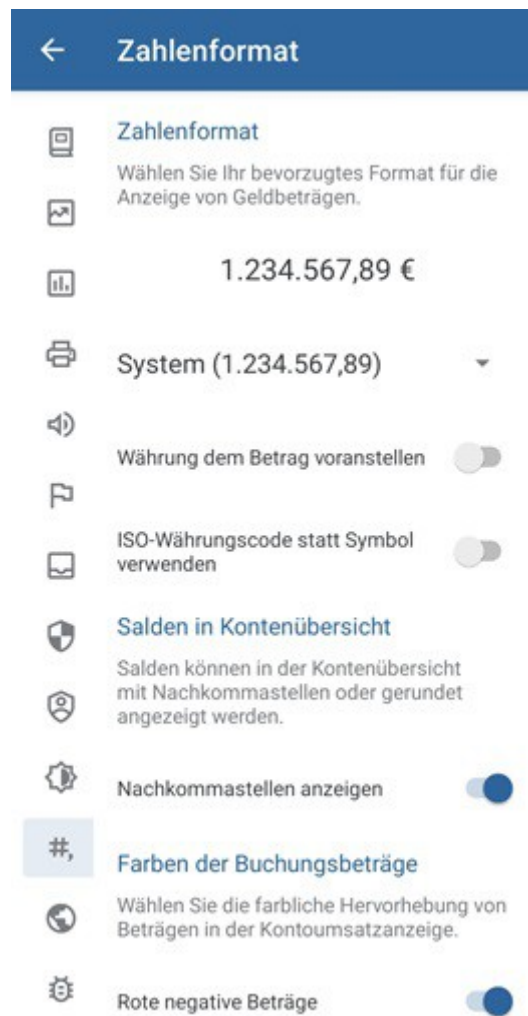 Zahlenformat
Zahlenformat
Wählen Sie Ihr bevorzugtes Format für die
Anzeige von Geldbeträgen.
1.234.567,89 €
System (1.234.567,89)
Währung dem Betrag voranstellen
ISO-Währungscode statt Symbol
verwenden
Salden in Kontenübersicht
Salden können in der Kontenübersicht
mit Nachkommastellen oder gerundet
angezeigt werden.
Nachkommastellen anzeigen
#,
Farben der Buchungsbeträge
Wählen Sie die farbliche Hervorhebung von
Beträgen in der Kontoumsatzanzeige.
Rote negative Beträge